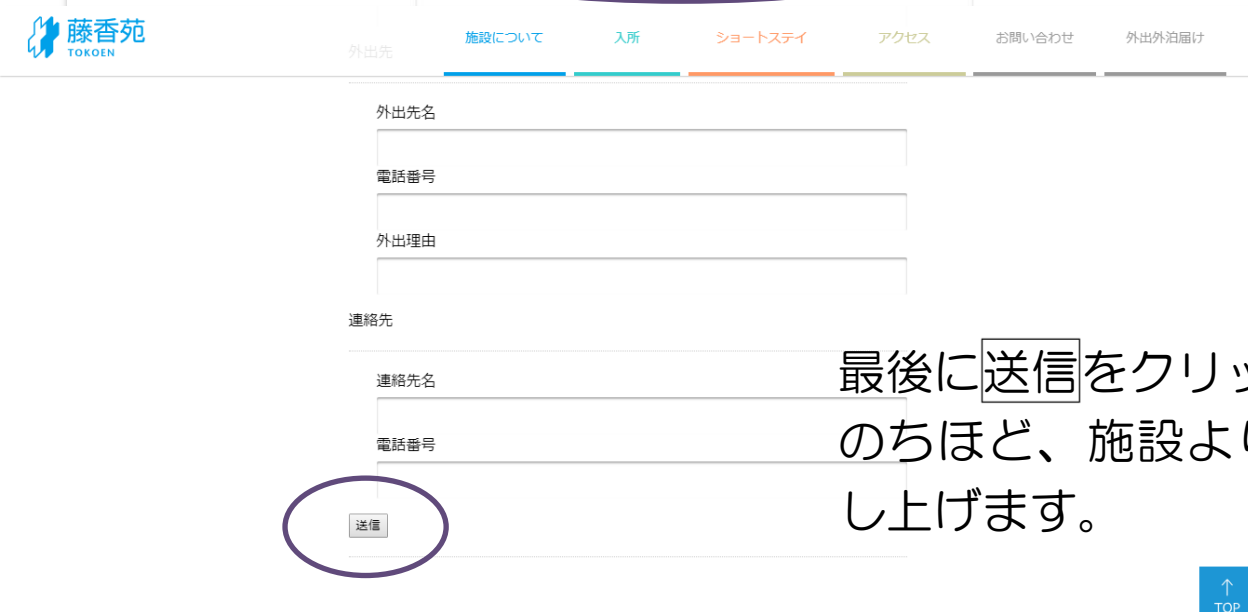 藤香苑
TOKOEN
施設について
入所
ショートステイ
アクセス
お問い合わせ
外出外泊届け
外出先
外出先名
電話番号
外出理由
連絡先
連絡先名
電話番号
送信
最後に送信をクリッ
のちほど、施設より
し上げます。
↑
TOP